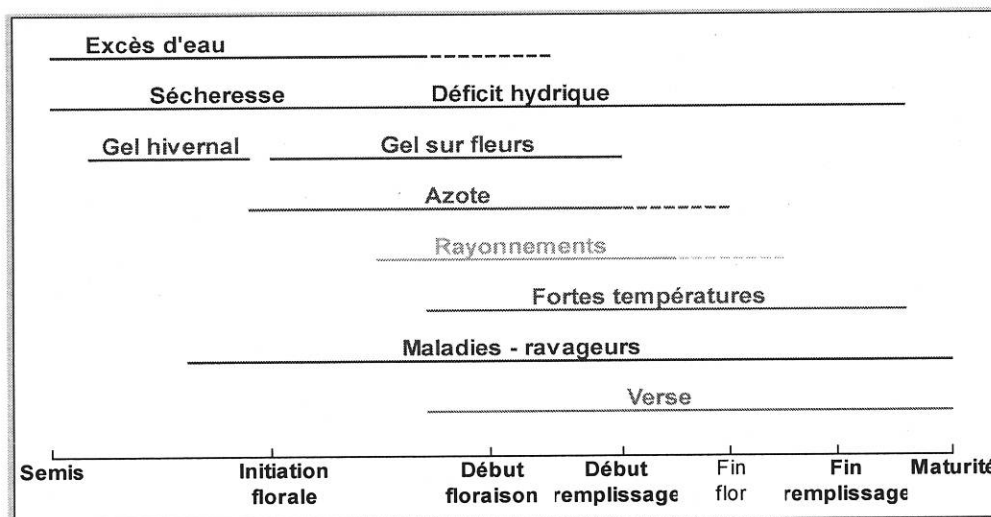 Excès d'eau
Sécheresse Déficit hydrique
Gel hivernal Gel sur fleurs
Azote
Rayonnements
Fortes températures
Maladies - ravageurs
Verse
Semis Initiation Début Début Fin Fin Maturité
florale floraison remplissage flor remplissage